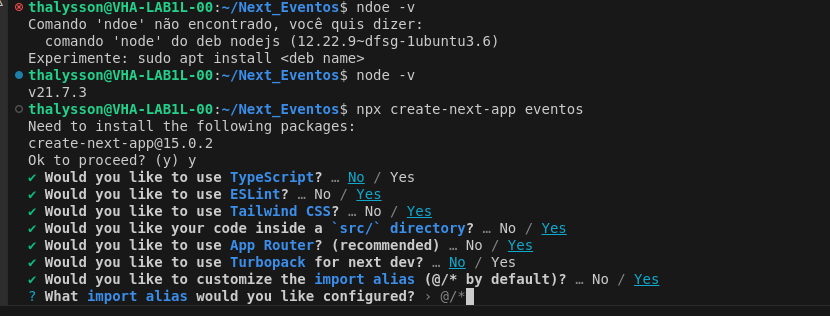 thalysson@VHA-LAB1L-00:~/Next_Eventos$ ndoe -v
Comando 'ndoe' não encontrado, você quis dizer:
  comando 'node' do deb nodejs (12.22.9~dfsg-1ubuntu3.6)
Experimente: sudo apt install <deb name>
thalysson@VHA-LAB1L-00:~/Next_Eventos$ node -v
v21.7.3
thalysson@VHA-LAB1L-00:~/Next_Eventos$ npx create-next-app eventos
Need to install the following packages:
create-next-app@15.0.2
Ok to proceed? (y) y
✔ Would you like to use TypeScript? … No / Yes
✔ Would you like to use ESLint? … No / Yes
✔ Would you like to use Tailwind CSS? … No / Yes
✔ Would you like your code inside a `src/` directory? … No / Yes
✔ Would you like to use App Router? (recommended) … No / Yes
✔ Would you like to use Turbopack for next dev? … No / Yes
✔ Would you like to customize the import alias (@/* by default)? … No / Yes
? What import alias would you like configured? › @/*